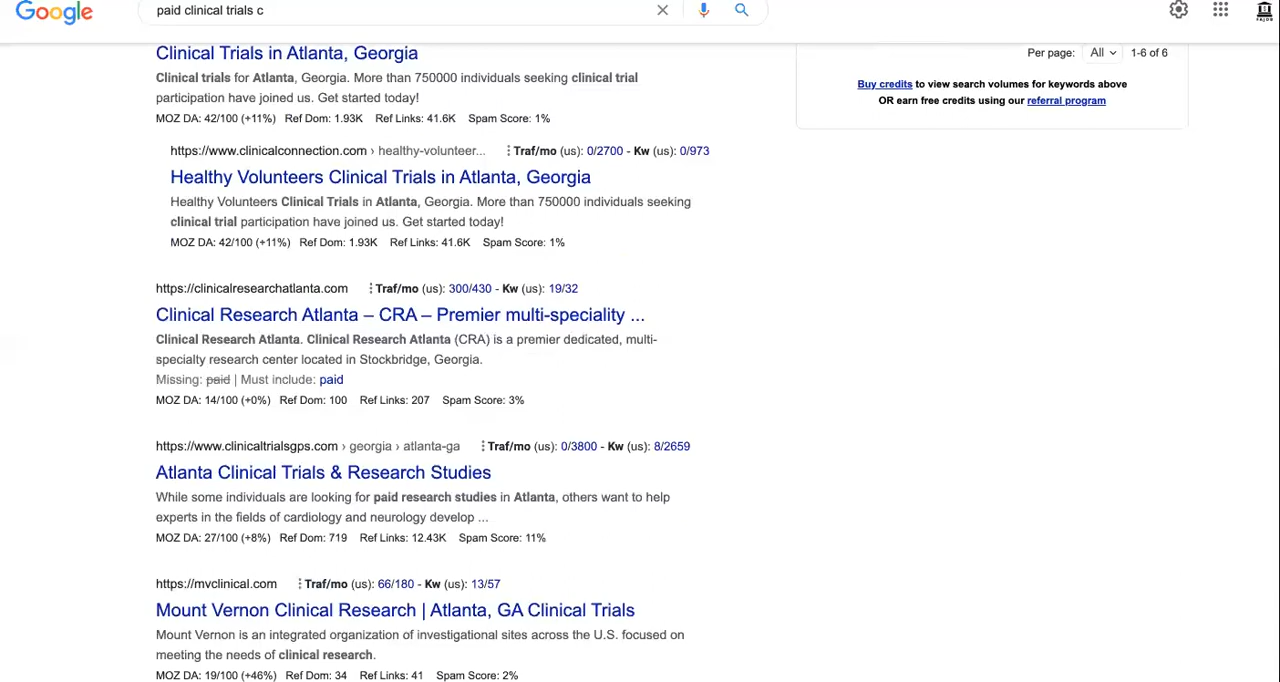 Google
paid clinical trials c
Clinical Trials in Atlanta, Georgia
Clinical trials for Atlanta, Georgia. More than 750000 individuals seeking clinical trial
participation have joined us. Get started today!
MOZ DA: 42/100 (+11%) Ref Dom: 1.93K Ref Links: 41.6K Spam Score: 1%
https://www.clinicalconnection.com › healthy-volunteer... Traf/mo (us): 0/2700 - Kw (us): 0/973
Healthy Volunteers Clinical Trials in Atlanta, Georgia
Healthy Volunteers Clinical Trials in Atlanta, Georgia. More than 750000 individuals seeking
clinical trial participation have joined us. Get started today!
MOZ DA: 42/100 (+11%) Ref Dom: 1.93K Ref Links: 41.6K Spam Score: 1%
https://clinicalresearchatlanta.com Traf/mo (us): 300/430 - Kw (us): 19/32
Clinical Research Atlanta – CRA – Premier multi-speciality ...
Clinical Research Atlanta. Clinical Research Atlanta (CRA) is a premier dedicated, multi-
specialty research center located in Stockbridge, Georgia.
Missing: paid | Must include: paid
MOZ DA: 14/100 (+0%) Ref Dom: 100 Ref Links: 207 Spam Score: 3%
https://www.clinicaltrialsgps.com › georgia › atlanta-ga Traf/mo (us): 0/3800 - Kw (us): 8/2659
Atlanta Clinical Trials & Research Studies
While some individuals are looking for paid research studies in Atlanta, others want to help
experts in the fields of cardiology and neurology develop ...
MOZ DA: 27/100 (+8%) Ref Dom: 719 Ref Links: 12.43K Spam Score: 11%
https://mvclinical.com Traf/mo (us): 66/180 - Kw (us): 13/57
Mount Vernon Clinical Research | Atlanta, GA Clinical Trials
Mount Vernon is an integrated organization of investigational sites across the U.S. focused on
meeting the needs of clinical research.
MOZ DA: 19/100 (+46%) Ref Dom: 34 Ref Links: 41 Spam Score: 2%
Per page: All 1-6 of 6
Buy credits to view search volumes for keywords above
OR earn free credits using our referral program